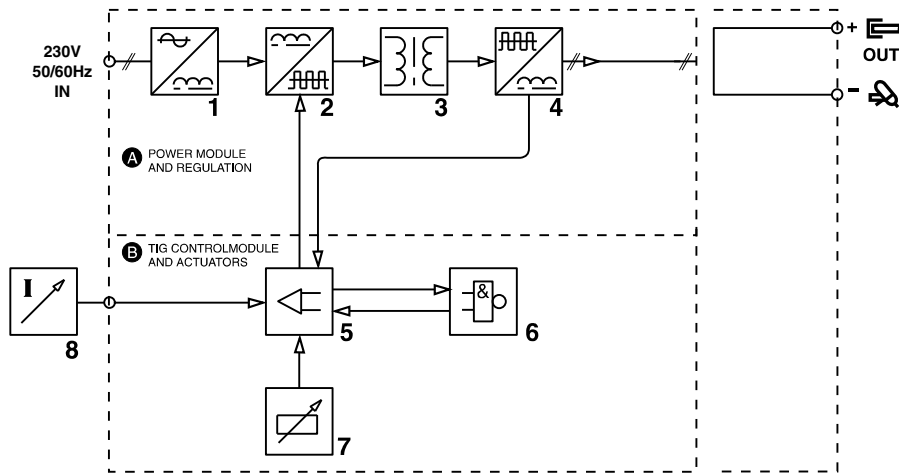 230V
50/60Hz
IN
1
2
3
4
+
OUT
-
A POWER MODULE
AND REGULATION
B TIG CONTROLMODULE
AND ACTUATORS
I
8
5
&
6
7